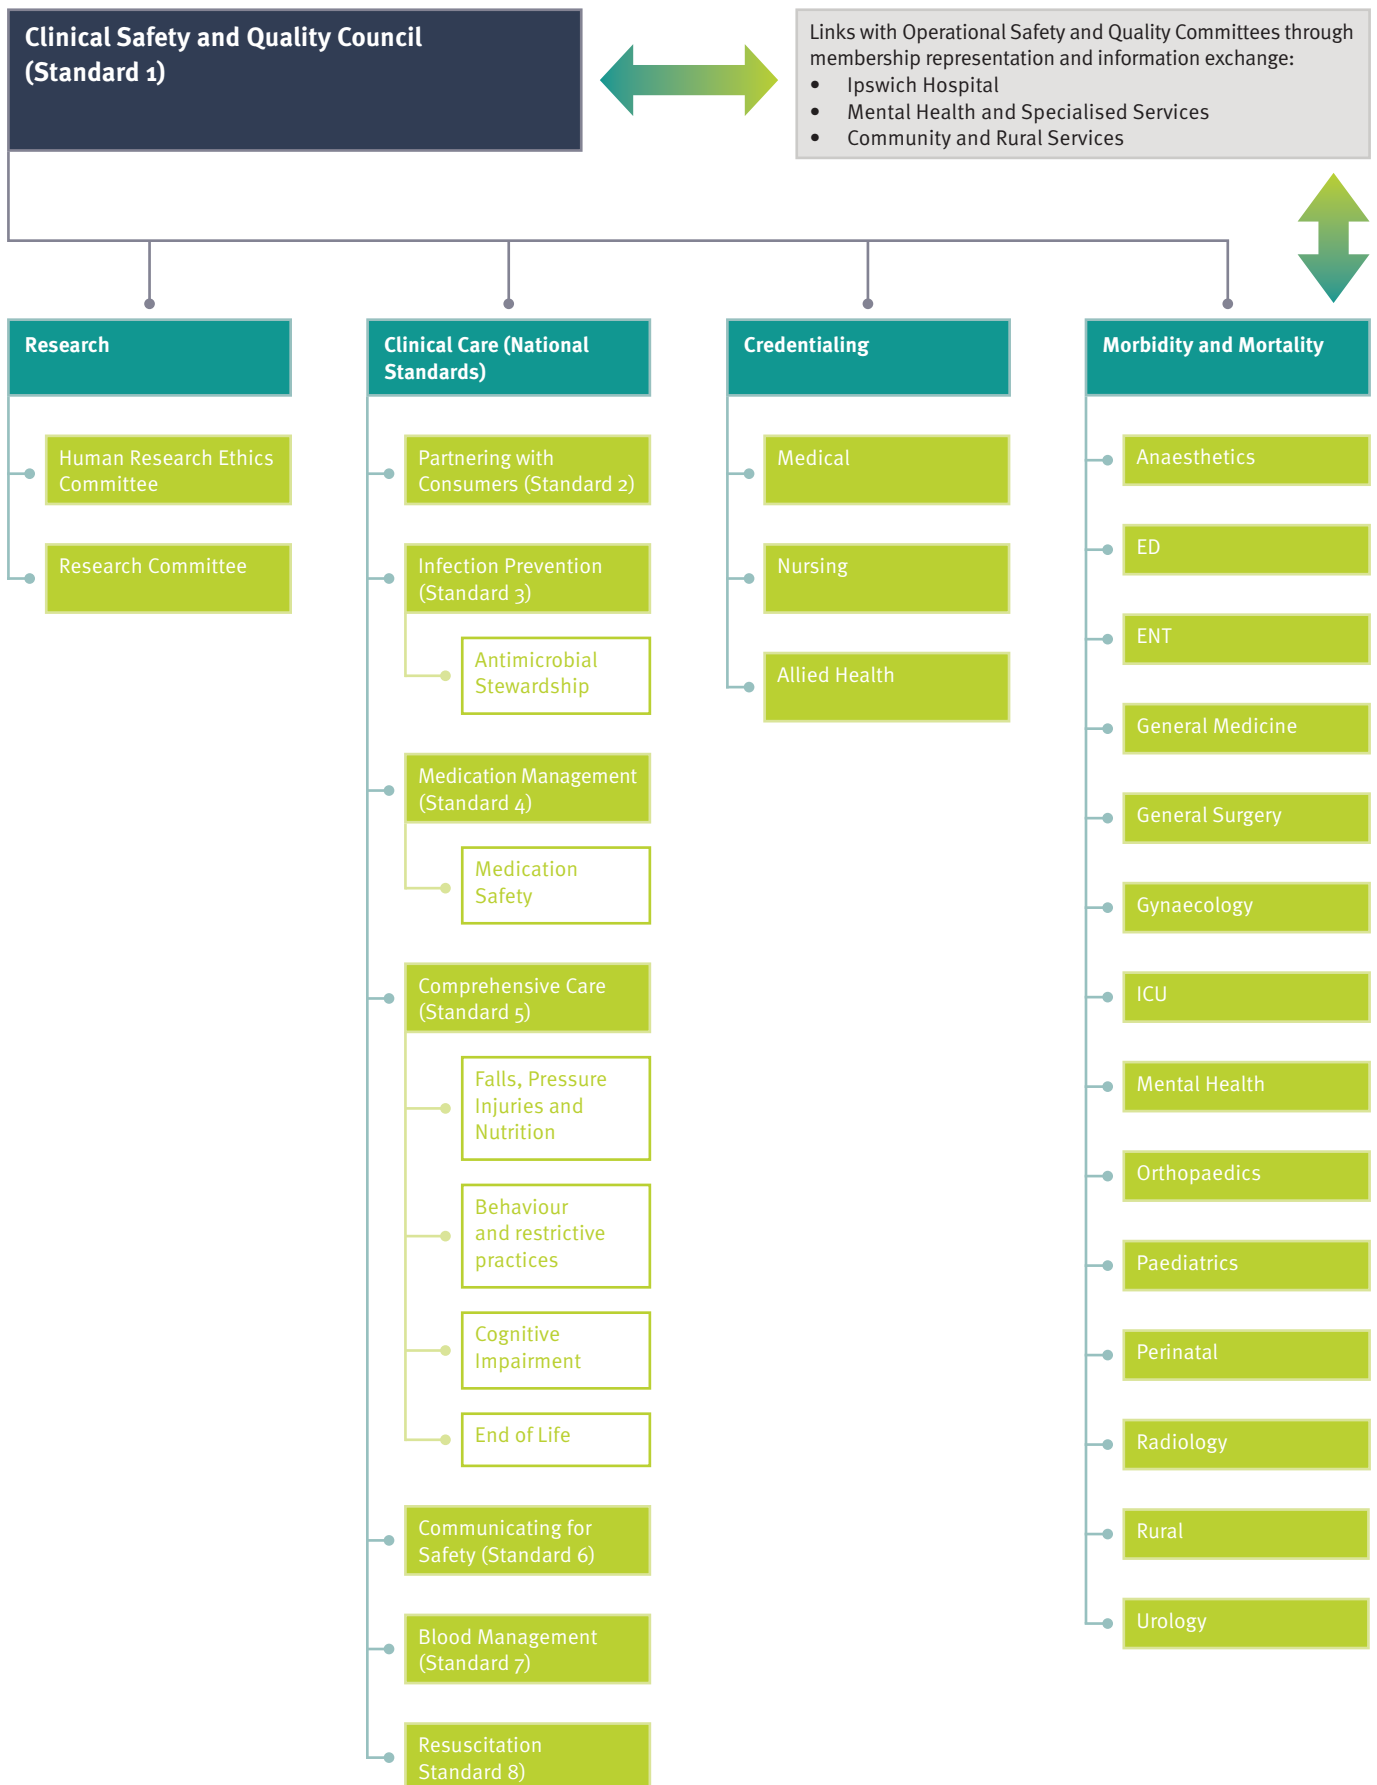 Clinical Safety and Quality Council
(Standard 1)
Links with Operational Safety and Quality Committees through
membership representation and information exchange:
• Ipswich Hospital
• Mental Health and Specialised Services
• Community and Rural Services
Research
Human Research Ethics
Committee
Research Committee
Clinical Care (National
Standards)
Partnering with
Consumers (Standard 2)
Infection Prevention
(Standard 3)
Antimicrobial
Stewardship
Medication Management
(Standard 4)
Medication
Safety
Comprehensive Care
(Standard 5)
Falls, Pressure
Injuries and
Nutrition
Behaviour
and restrictive
practices
Cognitive
Impairment
End of Life
Communicating for
Safety (Standard 6)
Blood Management
(Standard 7)
Resuscitation
Standard 8)
Credentialing
Medical
Nursing
Allied Health
Morbidity and Mortality
Anaesthetics
ED
ENT
General Medicine
General Surgery
Gynaecology
ICU
Mental Health
Orthopaedics
Paediatrics
Perinatal
Radiology
Rural
Urology